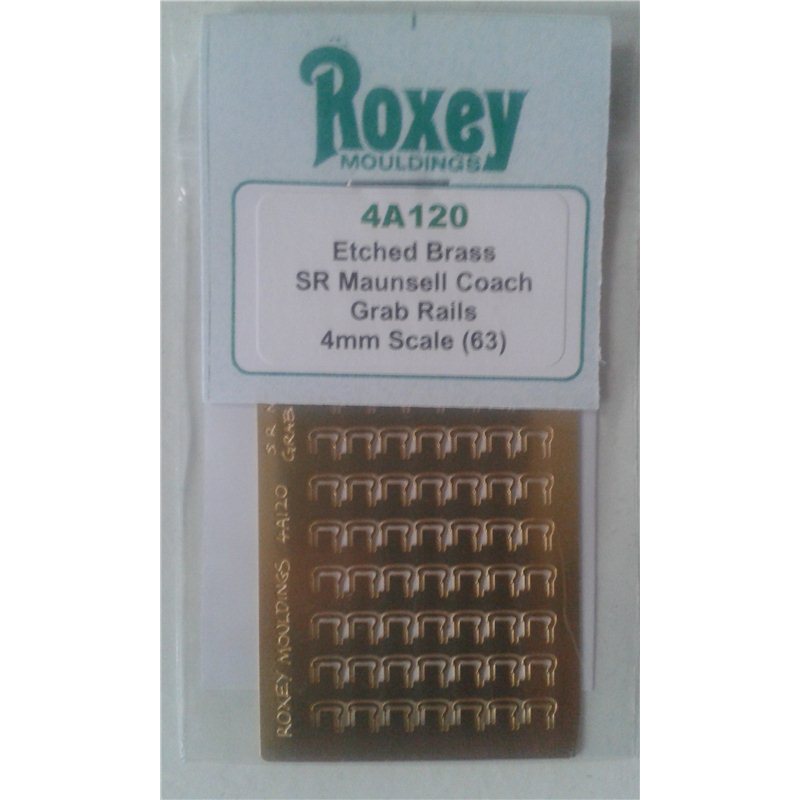 Roxey
MOULDINGS
4A120
Etched Brass
SR Maunsell Coach
Grab Rails
4mm Scale (63)
ROXEY MOULDINGS 4A120
S R
GRAB